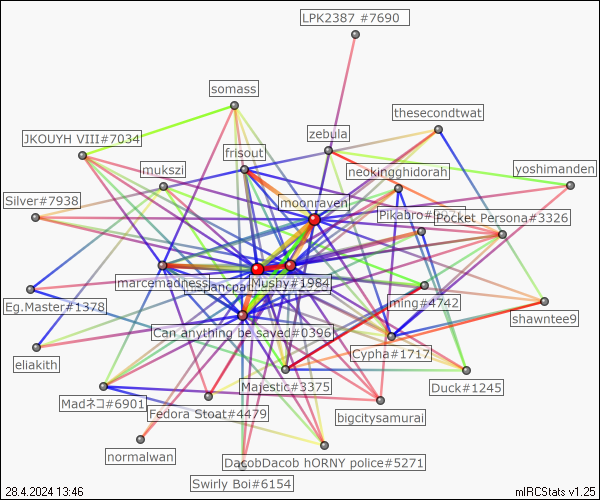 LPK2387 #7690
somass
thesecondtwat
JKOUYH VIII#7034
zebula
frisout
mukszi
neokingghidorah
yoshimanden
Silver#7938
moonraven
Pocket Persona#3326
marcemadness
Mushy#1984
Eg.Master#1378
ming#4742
shawntee9
Can anything be saved#0396
eliakith
Cypha#1717
Majestic#3375
Duck#1245
Madネコ#6901
Fedora Stoat#4479
bigcitysamurai
normalwan
DacobDacob hORNY police#5271
Swirly Boi#6154
28.4.2024 13:46
mIRCStats v1.25